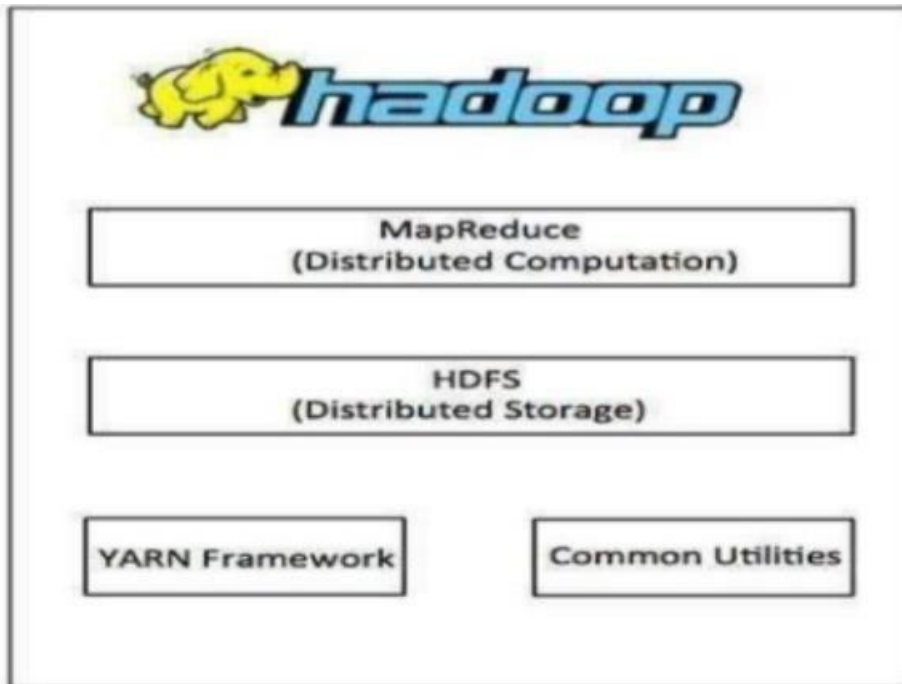 hadoop
MapReduce
(Distributed Computation)
HDFS
(Distributed Storage)
YARN Framework
Common Utilities